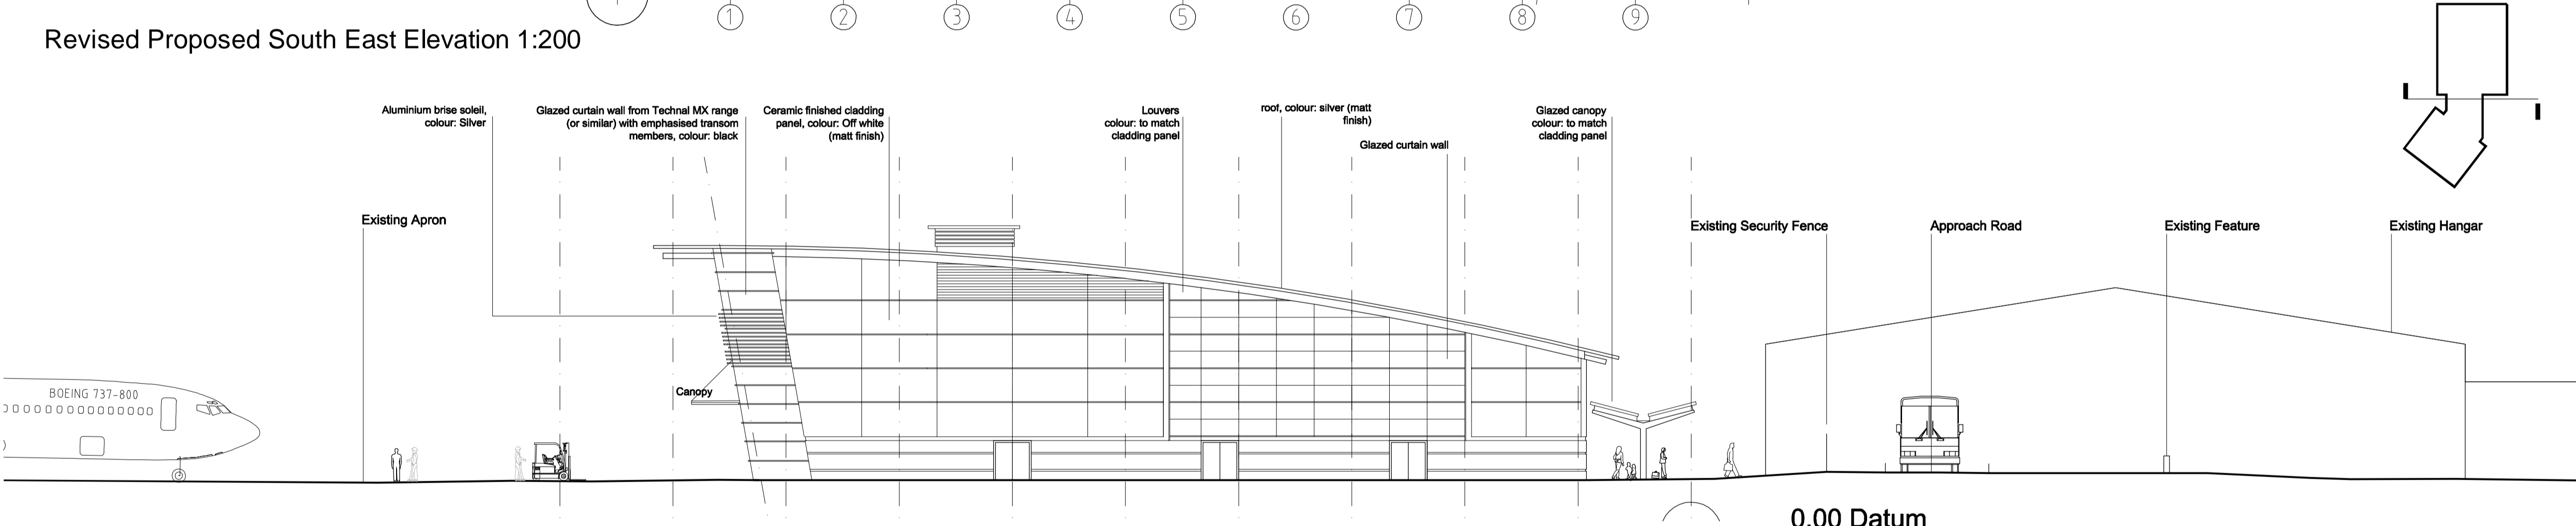 1 2 3 4 5 6 7 8 9
Revised Proposed South East Elevation 1:200
Aluminium brise soleil,
colour: Silver
Glazed curtain wall from Technal MX range
(or similar) with emphasised transom
members, colour: black
Ceramic finished cladding
panel, colour: Off white
(matt finish)
Louvers
colour: to match
cladding panel
roof, colour: silver (matt
finish)
Glazed curtain wall
Glazed canopy
colour: to match
cladding panel
Existing Apron
Existing Security Fence
Approach Road
Existing Feature
Existing Hangar
Canopy
BOEING 737-800
0.00 Datum